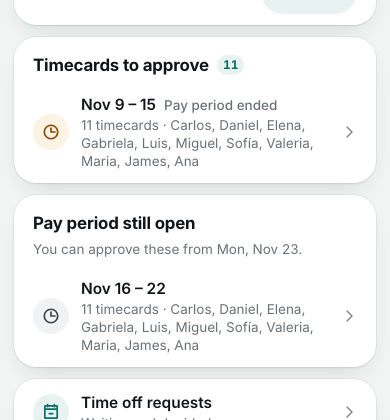 Timecards to approve 11
Nov 9 – 15 Pay period ended
11 timecards · Carlos, Daniel, Elena,
Gabriela, Luis, Miguel, Sofía, Valeria,
Maria, James, Ana
Pay period still open
You can approve these from Mon, Nov 23.
Nov 16 – 22
11 timecards · Carlos, Daniel, Elena,
Gabriela, Luis, Miguel, Sofía, Valeria,
Maria, James, Ana
Time off requests